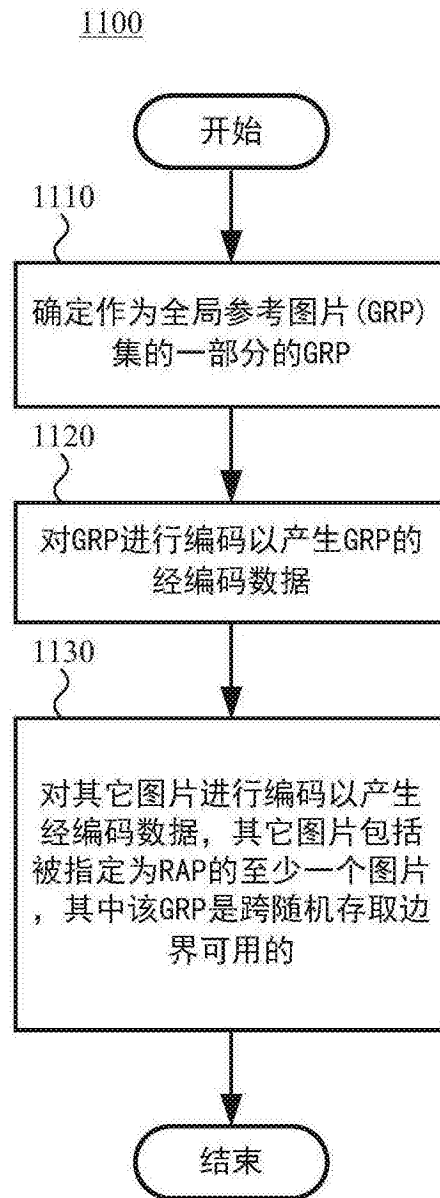 1100
开始
1110
确定作为全局参考图片(GRP)
集的一部分的GRP
1120
对GRP进行编码以产生GRP的
经编码数据
1130
对其它图片进行编码以产生
经编码数据，其它图片包括
被指定为RAP的至少一个图片
，其中该GRP是跨随机存取边
界可用的
结束